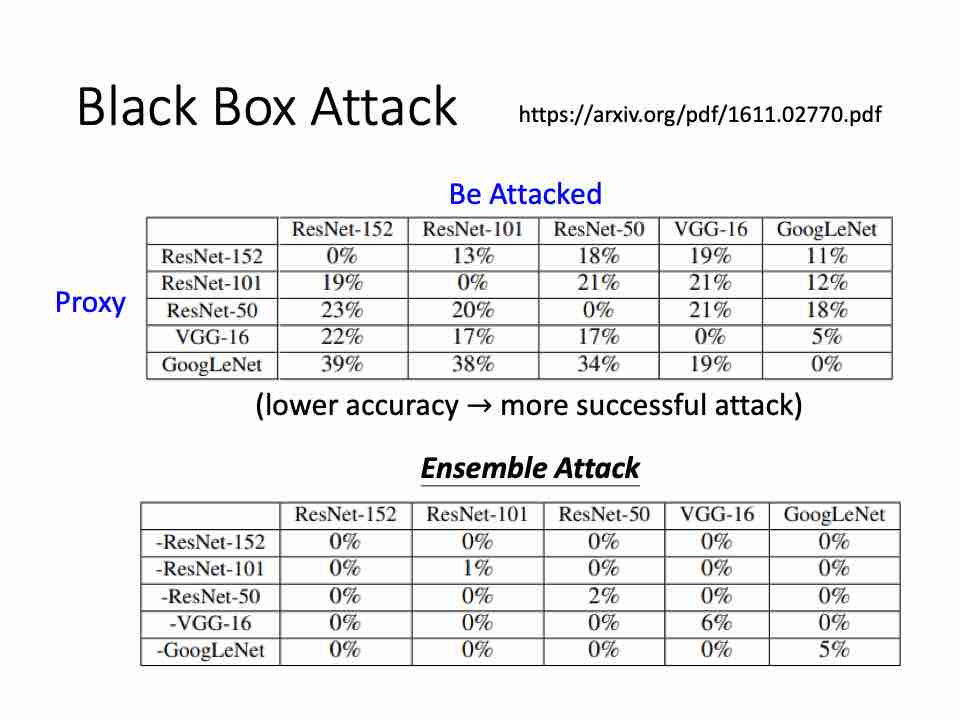 Black Box Attack
https://arxiv.org/pdf/1611.02770.pdf
Be Attacked
ResNet-152 ResNet-101 ResNet-50 VGG-16 GoogLeNet
ResNet-152 0% 13% 18% 19% 11%
ResNet-101 19% 0% 21% 21% 12%
Proxy
ResNet-50 23% 20% 0% 21% 18%
VGG-16 22% 17% 17% 0% 5%
GoogLeNet 39% 38% 34% 19% 0%
(lower accuracy → more successful attack)
Ensemble Attack
ResNet-152 ResNet-101 ResNet-50 VGG-16 GoogLeNet
-ResNet-152 0% 0% 0% 0% 0%
-ResNet-101 0% 1% 0% 0% 0%
-ResNet-50 0% 0% 2% 0% 0%
-VGG-16 0% 0% 0% 6% 0%
-GoogLeNet 0% 0% 0% 0% 5%